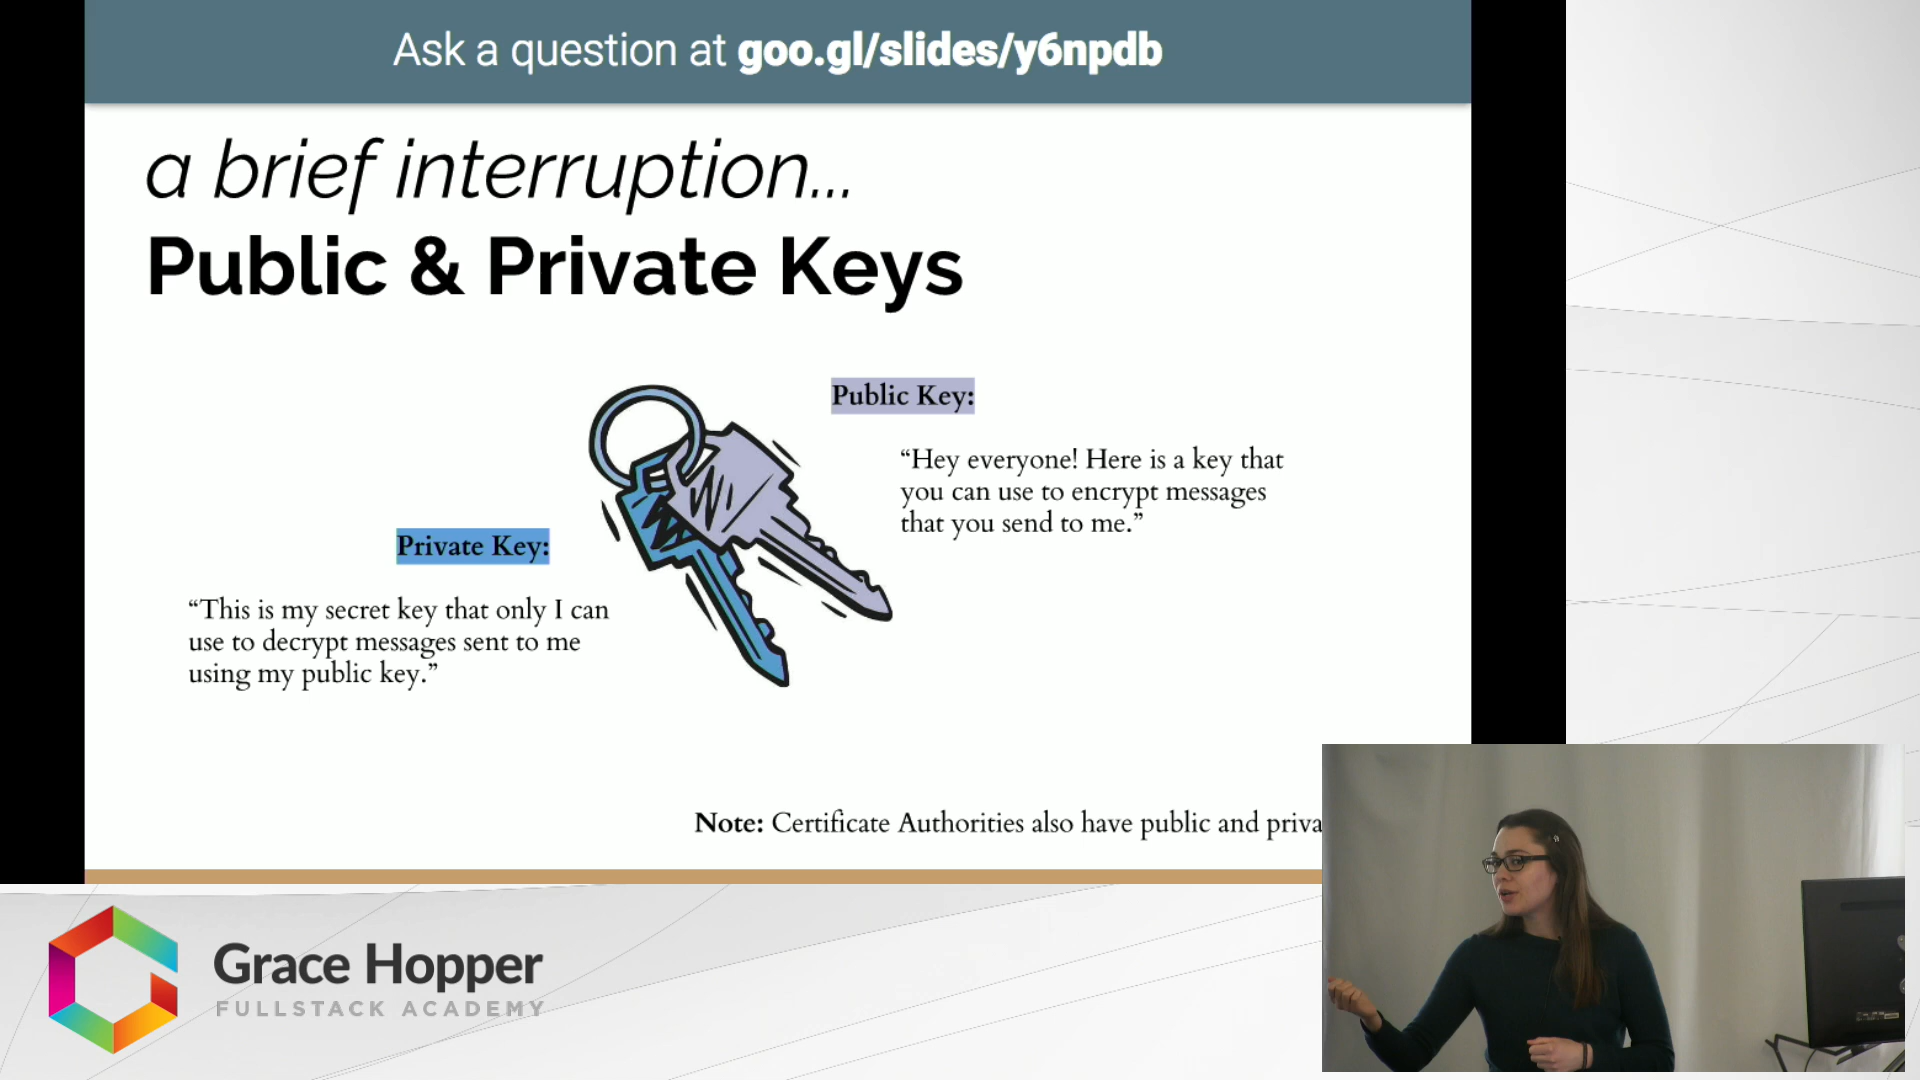 Ask a question at goo.gl/slides/y6npdb
a brief interruption...
Public & Private Keys
Public Key:
“Hey everyone! Here is a key that
you can use to encrypt messages
that you send to me.”
Private Key:
“This is my secret key that only I can
use to decrypt messages sent to me
using my public key.”
Note: Certificate Authorities also have public and priva
Grace Hopper
FULLSTACK ACADEMY